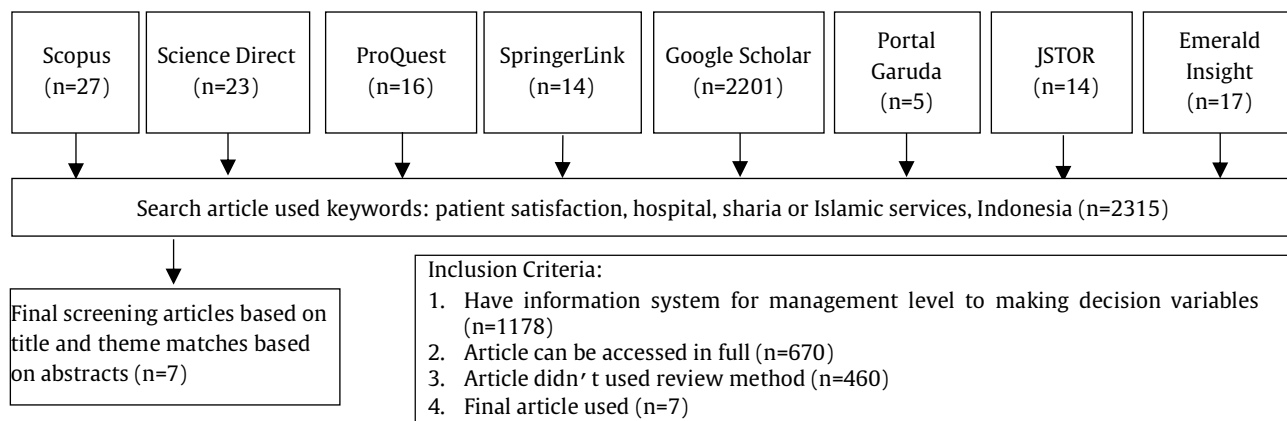 Scopus
(n=27)
Science Direct
(n=23)
ProQuest
(n=16)
SpringerLink
(n=14)
Google Scholar
(n=2201)
Portal
Garuda
(n=5)
JSTOR
(n=14)
Emerald
Insight
(n=17)
Search article used keywords: patient satisfaction, hospital, sharia or Islamic services, Indonesia (n=2315)
Final screening articles based on
title and theme matches based
on abstracts (n=7)
Inclusion Criteria:
1. Have information system for management level to making decision variables
(n=1178)
2. Article can be accessed in full (n=670)
3. Article didn't used review method (n=460)
4. Final article used (n=7)